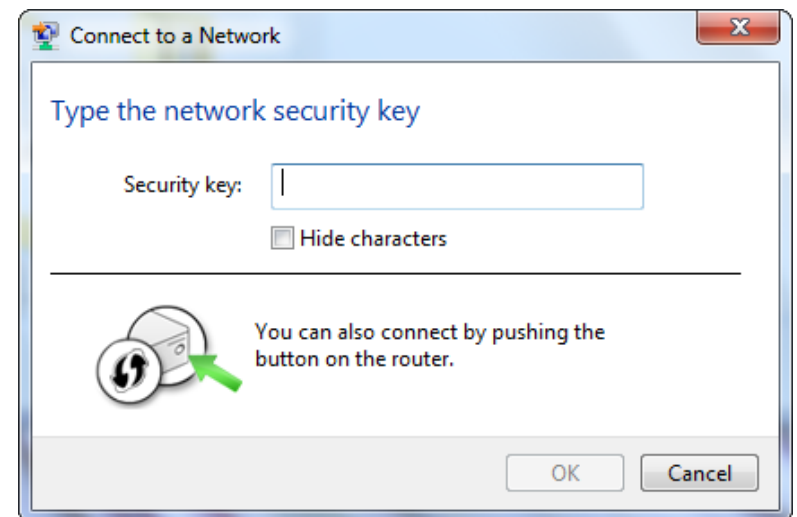 Connect to a Network
Type the network security key
Security key:
Hide characters
You can also connect by pushing the
button on the router.
OK
Cancel